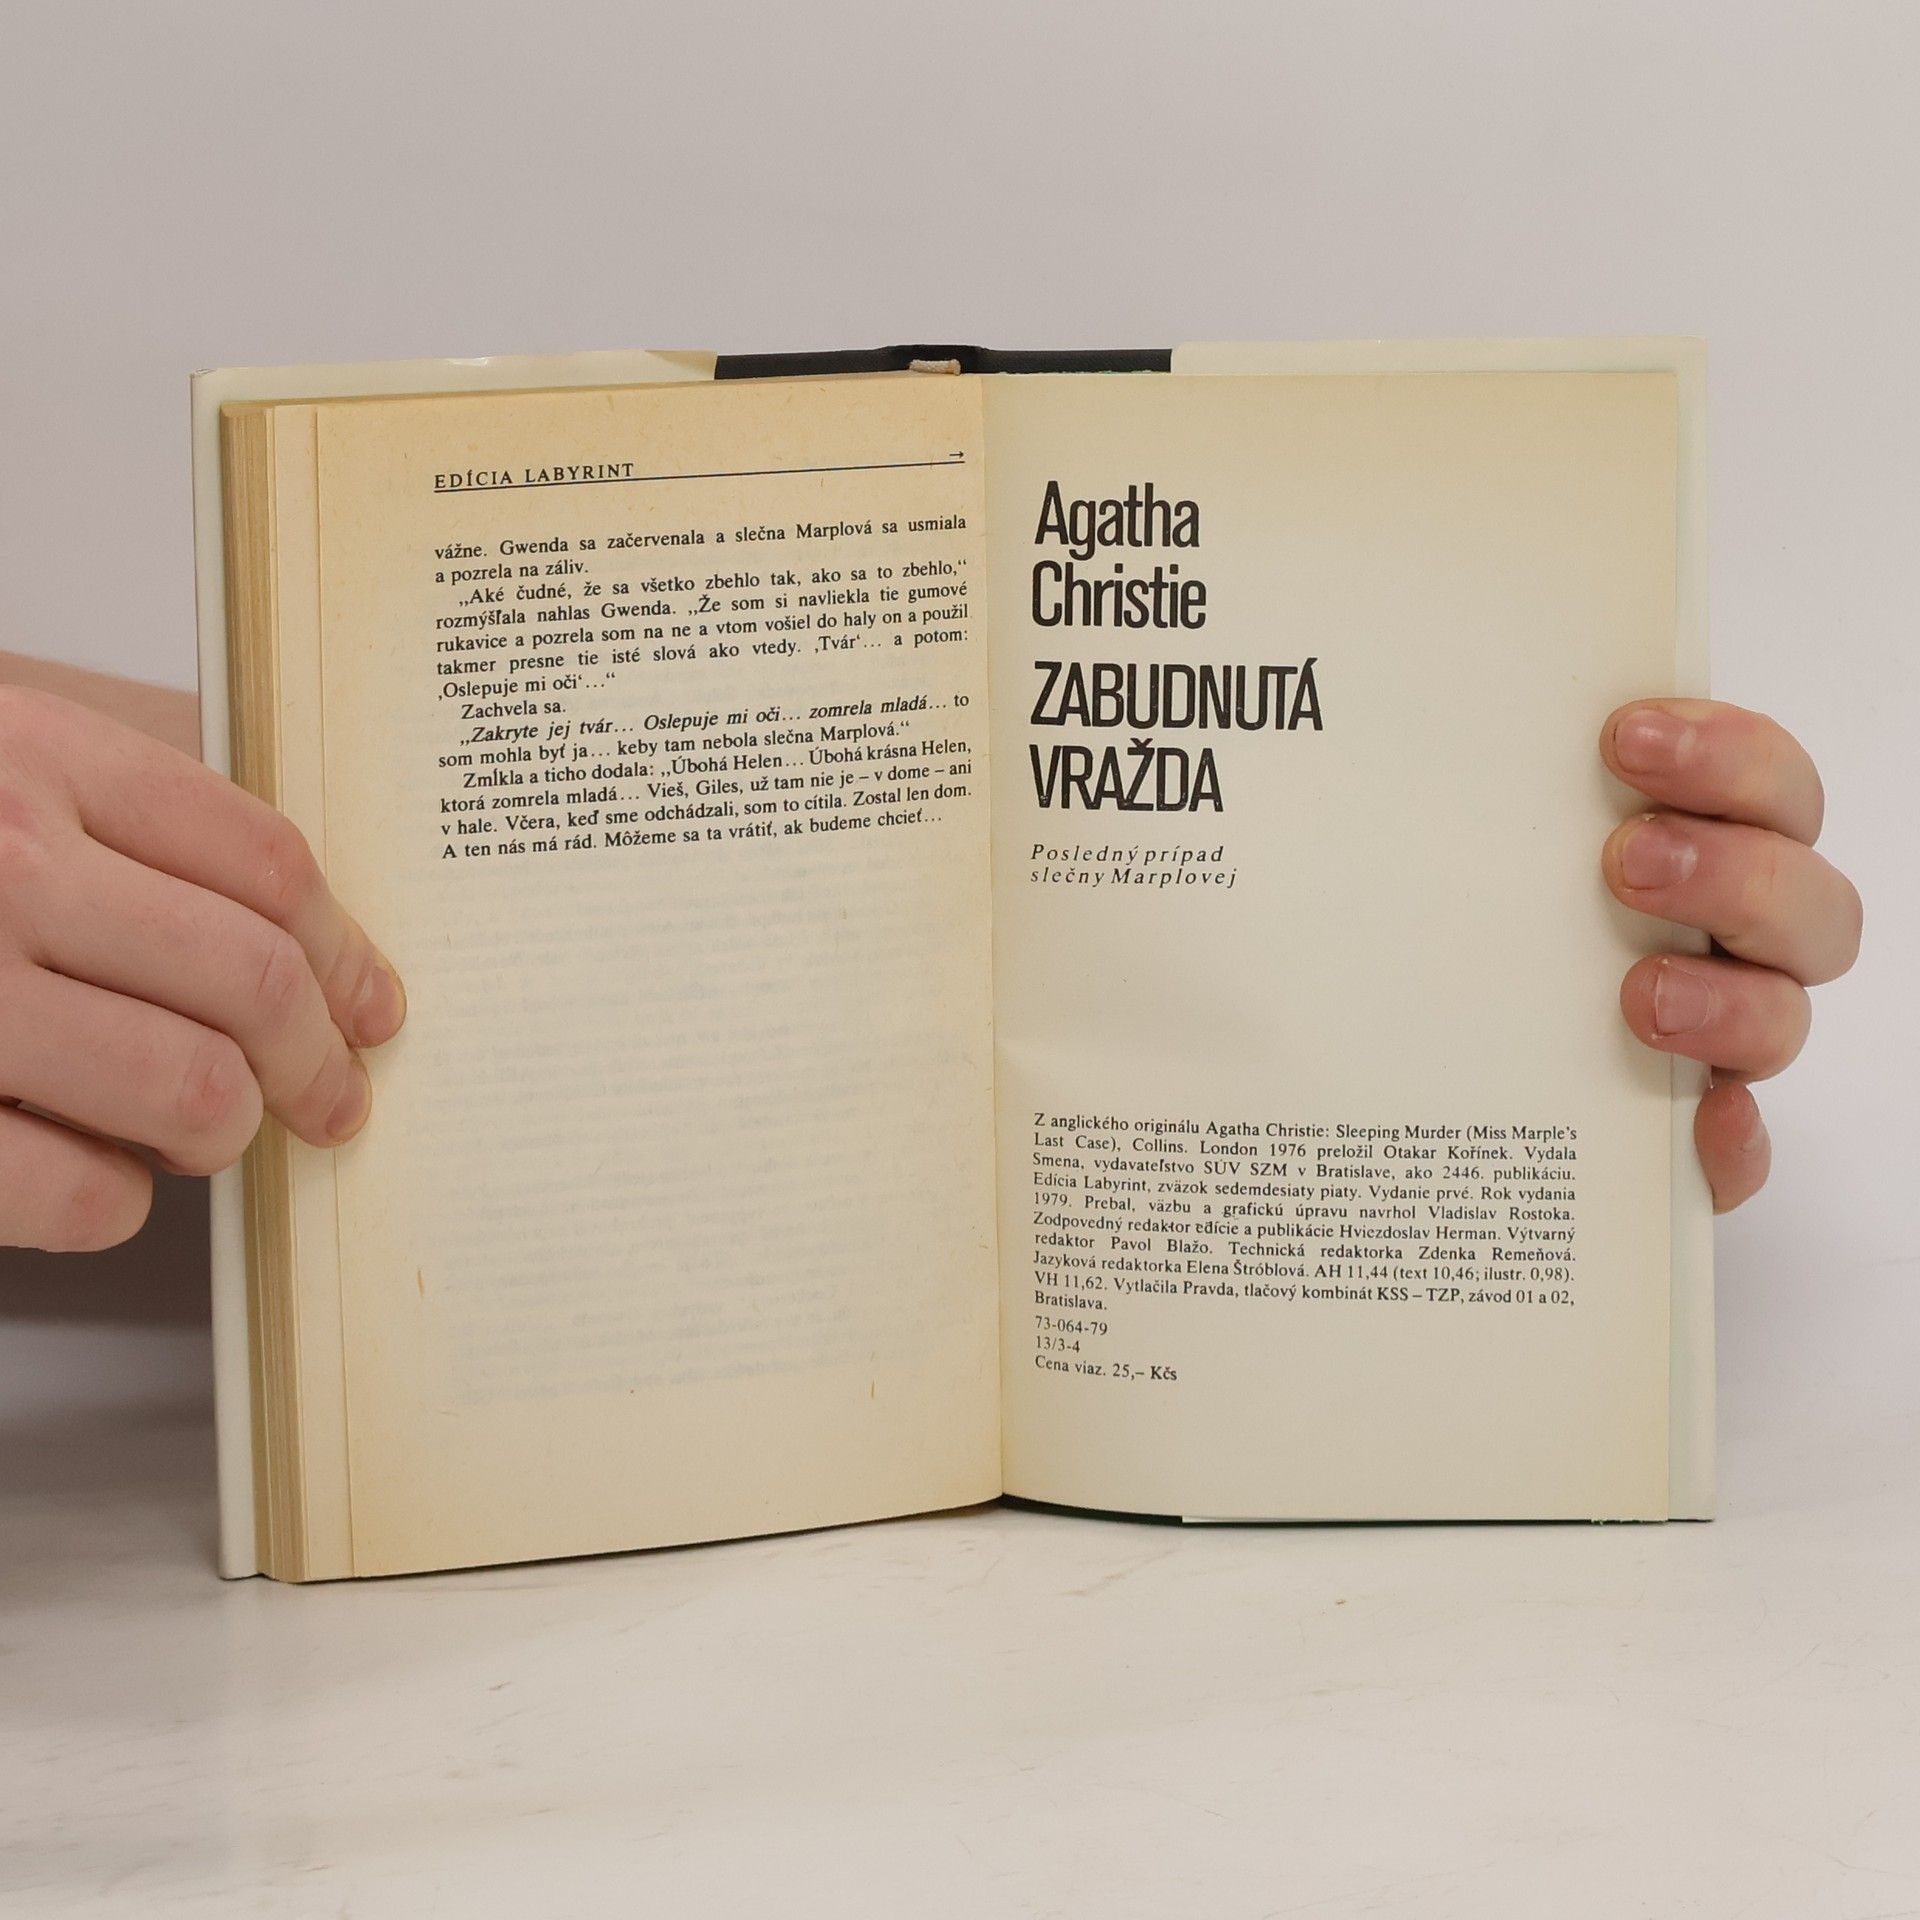 EDÍCIA LABYRINT →
vážne. Gwenda sa začervenala a slečna Marplová sa usmiala
a pozrela na záliv.
„Aké čudné, že sa všetko zbehlo tak, ako sa to zbehlo,“
rozmýšľala nahlas Gwenda. „Že som si navliekla tie gumové
rukavice a pozrela som na ne a vtom vošiel do haly on a použil
takmer presne tie isté slová ako vtedy. ‚Tvár‘... a potom:
‚Oslepuje mi oči‘...“
Zachvela sa.
„Zakryte jej tvár... Oslepuje mi oči... zomrela mladá... to
som mohla byť ja... keby tam nebola slečna Marplová.“
Zmĺkla a ticho dodala: „Úbohá Helen... Úbohá krásna Helen,
ktorá zomrela mladá... Vieš, Giles, už tam nie je – v dome – ani
v hale. Včera, keď sme odchádzali, som to cítila. Zostal len dom.
A ten nás má rád. Môžeme sa ta vrátiť, ak budeme chcieť...
Agatha
Christie
ZABUDNUTÁ
VRAŽDA
Posledný prípad
slečny Marplovej
Z anglického originálu Agatha Christie: Sleeping Murder (Miss Marple's
Last Case), Collins. London 1976 preložil Otakar Kořínek. Vydala
Smena, vydavateľstvo SÚV SZM v Bratislave, ako 2446. publikáciu.
Edícia Labyrint, zväzok sedemdesiaty piaty. Vydanie prvé. Rok vydania
1979. Prebal, väzbu a grafickú úpravu navrhol Vladislav Rostoka.
Zodpovedný redaktor edície a publikácie Hviezdoslav Herman. Výtvarný
redaktor Pavol Blažo. Technická redaktorka Zdenka Remeňová.
Jazyková redaktorka Elena Štróblová. AH 11,44 (text 10,46; ilustr. 0,98).
VH 11,62. Vytlačila Pravda, tlačový kombinát KSS – TZP, závod 01 a 02,
Bratislava.
73-064-79
13/3-4
Cena viaz. 25,– Kčs